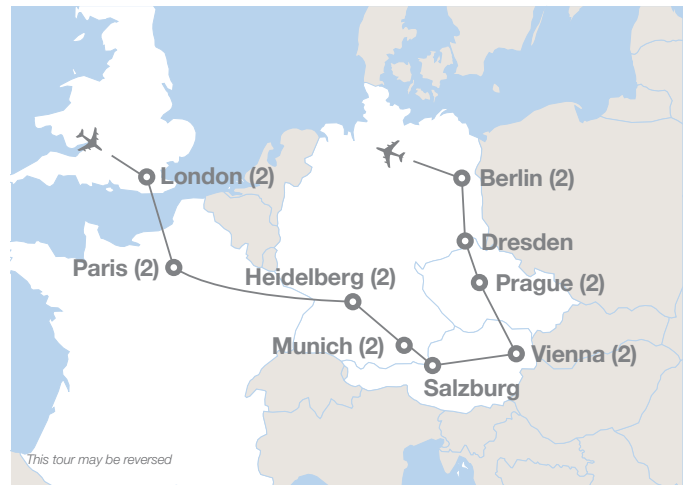 London (2)
Berlin (2)
Dresden
Paris (2)
Heidelberg (2)
Prague (2)
Munich (2)
Vienna (2)
Salzburg
This tour may be reversed